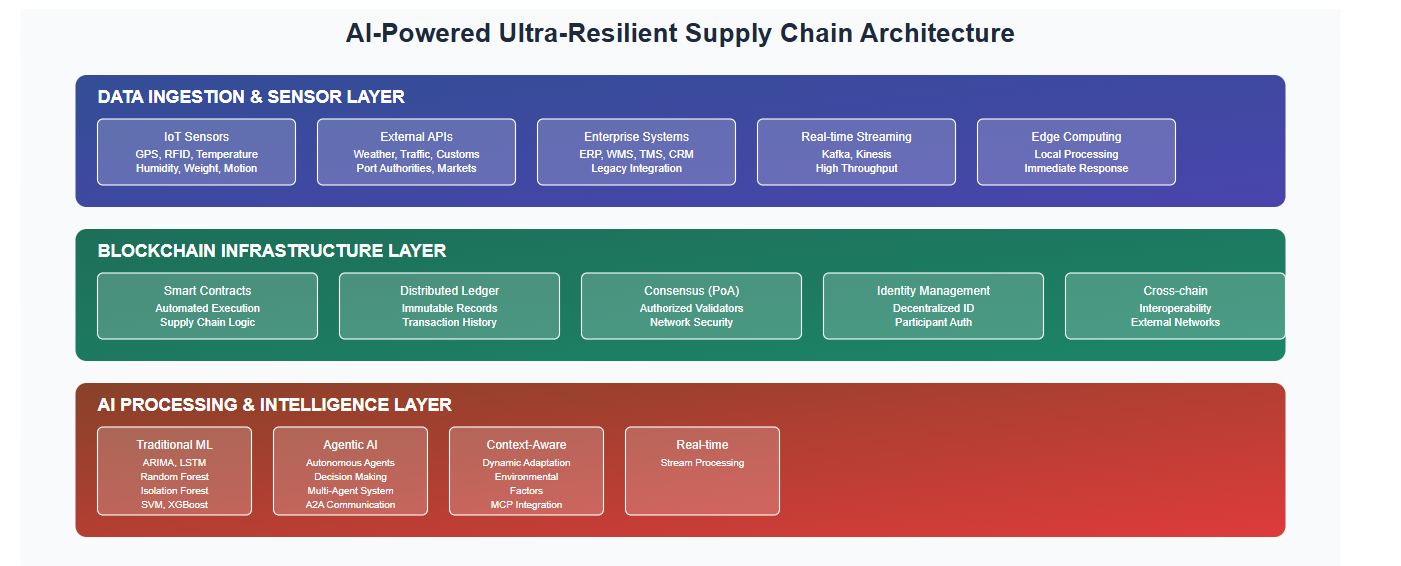 AI-Powered Ultra-Resilient Supply Chain Architecture
DATA INGESTION & SENSOR LAYER
IoT Sensors
GPS, RFID, Temperature
Humidity, Weight, Motion
External APIs
Weather, Traffic, Customs
Port Authorities, Markets
Enterprise Systems
ERP, WMS, TMS, CRM
Legacy Integration
Real-time Streaming
Kafka, Kinesis
High Throughput
Edge Computing
Local Processing
Immediate Response
BLOCKCHAIN INFRASTRUCTURE LAYER
Smart Contracts
Automated Execution
Supply Chain Logic
Distributed Ledger
Immutable Records
Transaction History
Consensus (PoA)
Authorized Validators
Network Security
Identity Management
Decentralized ID
Participant Auth
Cross-chain
Interoperability
External Networks
AI PROCESSING & INTELLIGENCE LAYER
Traditional ML
ARIMA, LSTM
Random Forest
Isolation Forest
SVM, XGBoost
Agentic AI
Autonomous Agents
Decision Making
Multi-Agent System
A2A Communication
Context-Aware
Dynamic Adaptation
Environmental
Factors
MCP Integration
Real-time
Stream Processing